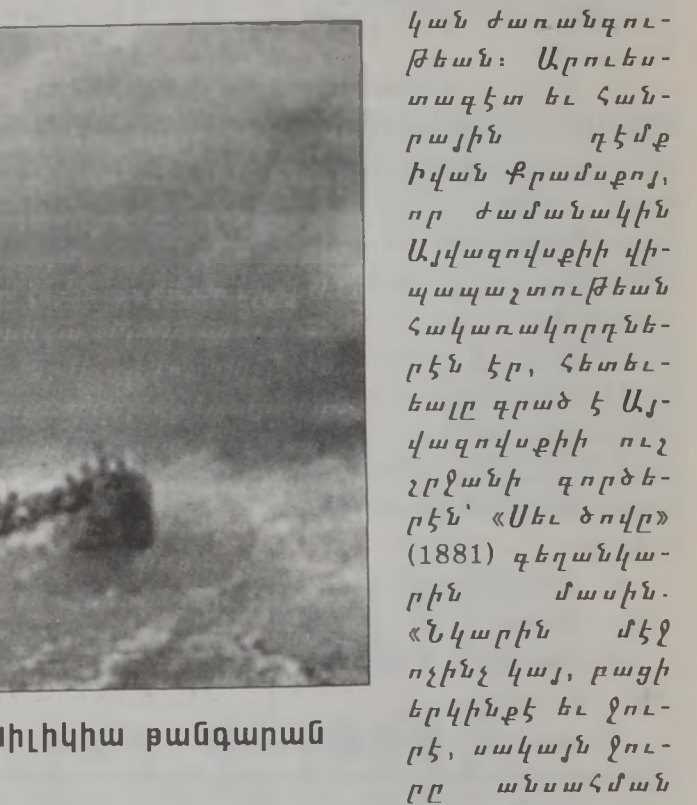 կան ժառանգու-
թեան։ Արուես-
տագէտ եւ հան-
րային դէմք
Իվան Քրամսքոյ,
որ ժամանակին
Այվազովսքիի վի-
պապաշտութեան
հակառակորդնե-
րէն էր, հետեւ-
եալը գրած է Այ-
վազովսքիի ուշ
շրջանի գործե-
րէն՝ «Սեւ ծովը»
(1881) գեղանկա-
րին մասին.
«Նկարին մէջ
ոչինչ կայ, բացի
երկինքէ եւ ջու-
րէ, սակայն ջու-
րը անսահման
իլիկիա թանգարան